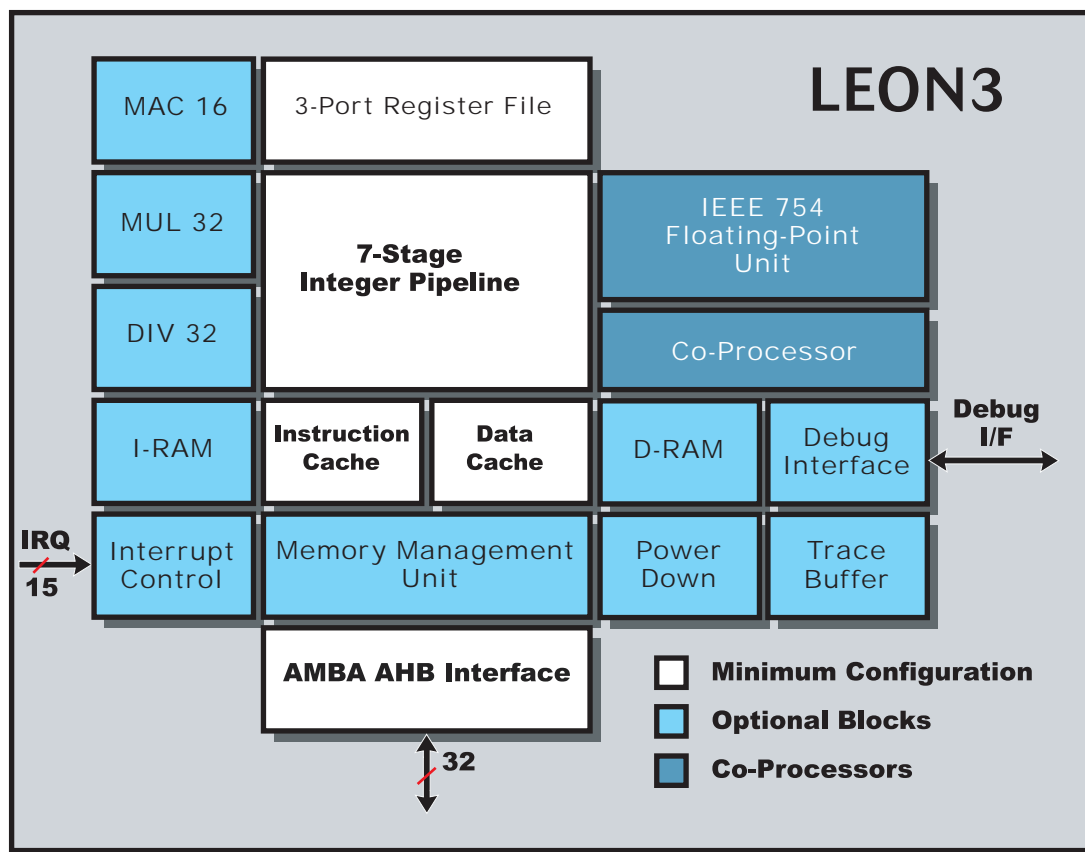 LEON3
MAC 16
3-Port Register File
MUL 32
7-Stage
Integer Pipeline
IEEE 754
Floating-Point
Unit
DIV 32
Co-Processor
I-RAM
Instruction
Cache
Data
Cache
D-RAM
Debug
Interface
Debug
I/F
IRQ
15
Interrupt
Control
Memory Management
Unit
Power
Down
Trace
Buffer
AMBA AHB Interface
32
Minimum Configuration
Optional Blocks
Co-Processors